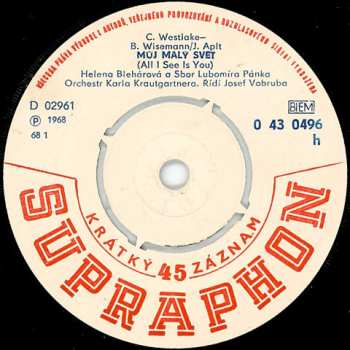 VŠECHNA PRÁVA VÝROBCE I AUTORŮ, VEŘEJNÉHO PROVOZOVÁNÍ A ROZHLASOVÉHO ŠÍŘENÍ VYHRAZENA
C. Westlake—
B. Wisemann/J. Aplt
MŮJ MALÝ SVĚT
(All I See Is You)
Helena Blehárová a Sbor Lubomíra Pánka
Orchestr Karla Krautgartnera. Řídí Josef Vobruba
D 02961
℗ 1968
68 1
BIEM
0 43 0496
h
KRÁTKÝ 45 ZÁZNAM
SUPRAPHON